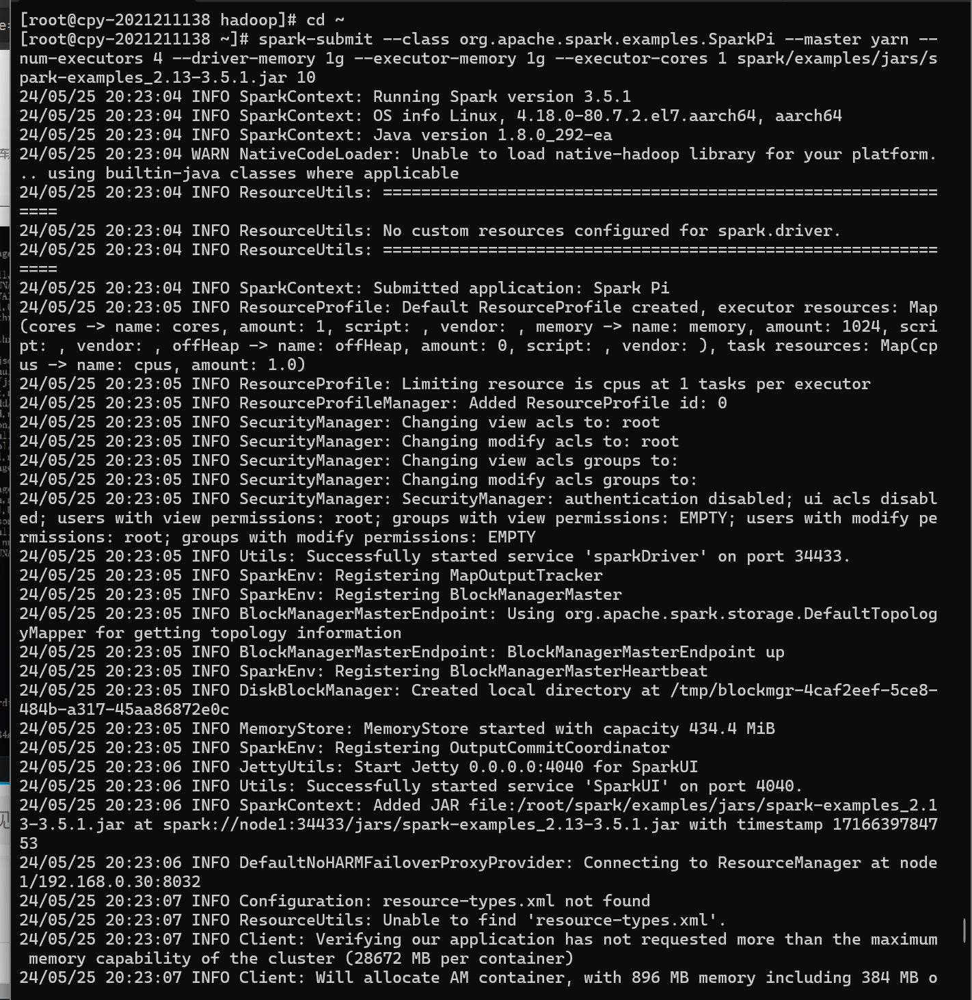 [root@cpy-2021211138 hadoop]# cd ~
[root@cpy-2021211138 ~]# spark-submit --class org.apache.spark.examples.SparkPi --master yarn --
num-executors 4 --driver-memory 1g --executor-memory 1g --executor-cores 1 spark/examples/jars/s
park-examples_2.13-3.5.1.jar 10
24/05/25 20:23:04 INFO SparkContext: Running Spark version 3.5.1
24/05/25 20:23:04 INFO SparkContext: OS info Linux, 4.18.0-80.7.2.el7.aarch64, aarch64
24/05/25 20:23:04 INFO SparkContext: Java version 1.8.0_292-ea
24/05/25 20:23:04 WARN NativeCodeLoader: Unable to load native-hadoop library for your platform.
.. using builtin-java classes where applicable
24/05/25 20:23:04 INFO ResourceUtils: ==========================================================
====
24/05/25 20:23:04 INFO ResourceUtils: No custom resources configured for spark.driver.
24/05/25 20:23:04 INFO ResourceUtils: ==========================================================
====
24/05/25 20:23:04 INFO SparkContext: Submitted application: Spark Pi
24/05/25 20:23:05 INFO ResourceProfile: Default ResourceProfile created, executor resources: Map
(cores -> name: cores, amount: 1, script: , vendor: , memory -> name: memory, amount: 1024, scri
pt: , vendor: , offHeap -> name: offHeap, amount: 0, script: , vendor: ), task resources: Map(cp
us -> name: cpus, amount: 1.0)
24/05/25 20:23:05 INFO ResourceProfile: Limiting resource is cpus at 1 tasks per executor
24/05/25 20:23:05 INFO ResourceProfileManager: Added ResourceProfile id: 0
24/05/25 20:23:05 INFO SecurityManager: Changing view acls to: root
24/05/25 20:23:05 INFO SecurityManager: Changing modify acls to: root
24/05/25 20:23:05 INFO SecurityManager: Changing view acls groups to:
24/05/25 20:23:05 INFO SecurityManager: Changing modify acls groups to:
24/05/25 20:23:05 INFO SecurityManager: SecurityManager: authentication disabled; ui acls disabl
ed; users with view permissions: root; groups with view permissions: EMPTY; users with modify pe
rmissions: root; groups with modify permissions: EMPTY
24/05/25 20:23:05 INFO Utils: Successfully started service 'sparkDriver' on port 34433.
24/05/25 20:23:05 INFO SparkEnv: Registering MapOutputTracker
24/05/25 20:23:05 INFO SparkEnv: Registering BlockManagerMaster
24/05/25 20:23:05 INFO BlockManagerMasterEndpoint: Using org.apache.spark.storage.DefaultTopolog
yMapper for getting topology information
24/05/25 20:23:05 INFO BlockManagerMasterEndpoint: BlockManagerMasterEndpoint up
24/05/25 20:23:05 INFO SparkEnv: Registering BlockManagerMasterHeartbeat
24/05/25 20:23:05 INFO DiskBlockManager: Created local directory at /tmp/blockmgr-4caf2eef-5ce8-
484b-a317-45aa86872e0c
24/05/25 20:23:05 INFO MemoryStore: MemoryStore started with capacity 434.4 MiB
24/05/25 20:23:05 INFO SparkEnv: Registering OutputCommitCoordinator
24/05/25 20:23:06 INFO JettyUtils: Start Jetty 0.0.0.0:4040 for SparkUI
24/05/25 20:23:06 INFO Utils: Successfully started service 'SparkUI' on port 4040.
24/05/25 20:23:06 INFO SparkContext: Added JAR file:/root/spark/examples/jars/spark-examples_2.1
3-3.5.1.jar at spark://node1:34433/jars/spark-examples_2.13-3.5.1.jar with timestamp 17166397847
53
24/05/25 20:23:06 INFO DefaultNoHARMFailoverProxyProvider: Connecting to ResourceManager at node
1/192.168.0.30:8032
24/05/25 20:23:07 INFO Configuration: resource-types.xml not found
24/05/25 20:23:07 INFO ResourceUtils: Unable to find 'resource-types.xml'.
24/05/25 20:23:07 INFO Client: Verifying our application has not requested more than the maximum
 memory capability of the cluster (28672 MB per container)
24/05/25 20:23:07 INFO Client: Will allocate AM container, with 896 MB memory including 384 MB o